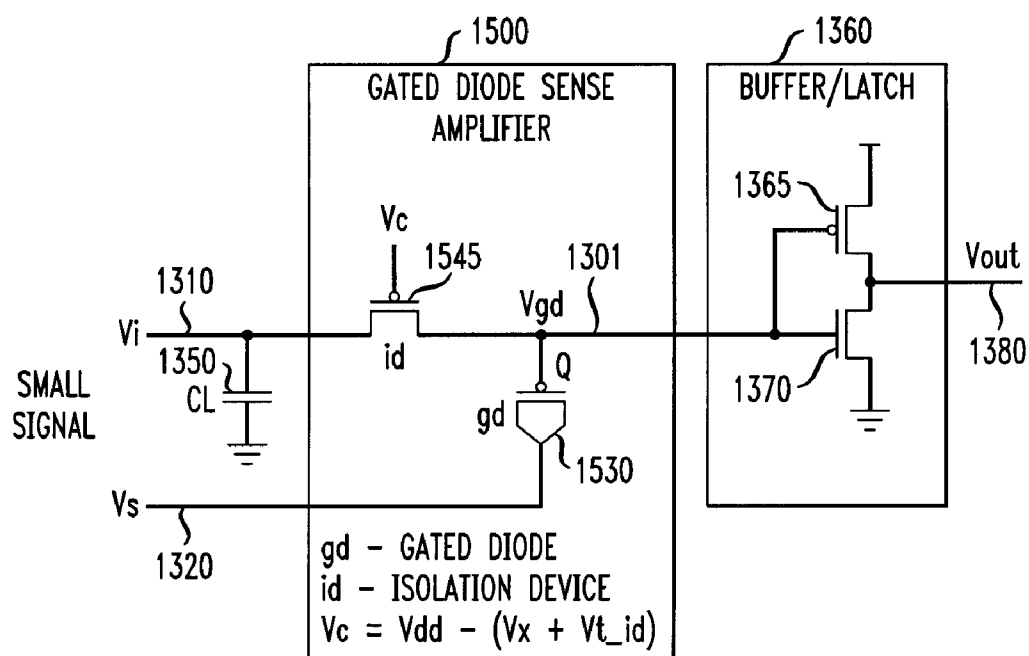 1500
1360
GATED DIODE SENSE
AMPLIFIER
BUFFER/LATCH
1365
Vc
1545
1301
Vout
1310
Vgd
Vi
id
1380
1350
Q
1370
SMALL
SIGNAL
CL
gd
1530
Vs
1320
gd – GATED DIODE
id – ISOLATION DEVICE
Vc = Vdd – (Vx + Vt_id)